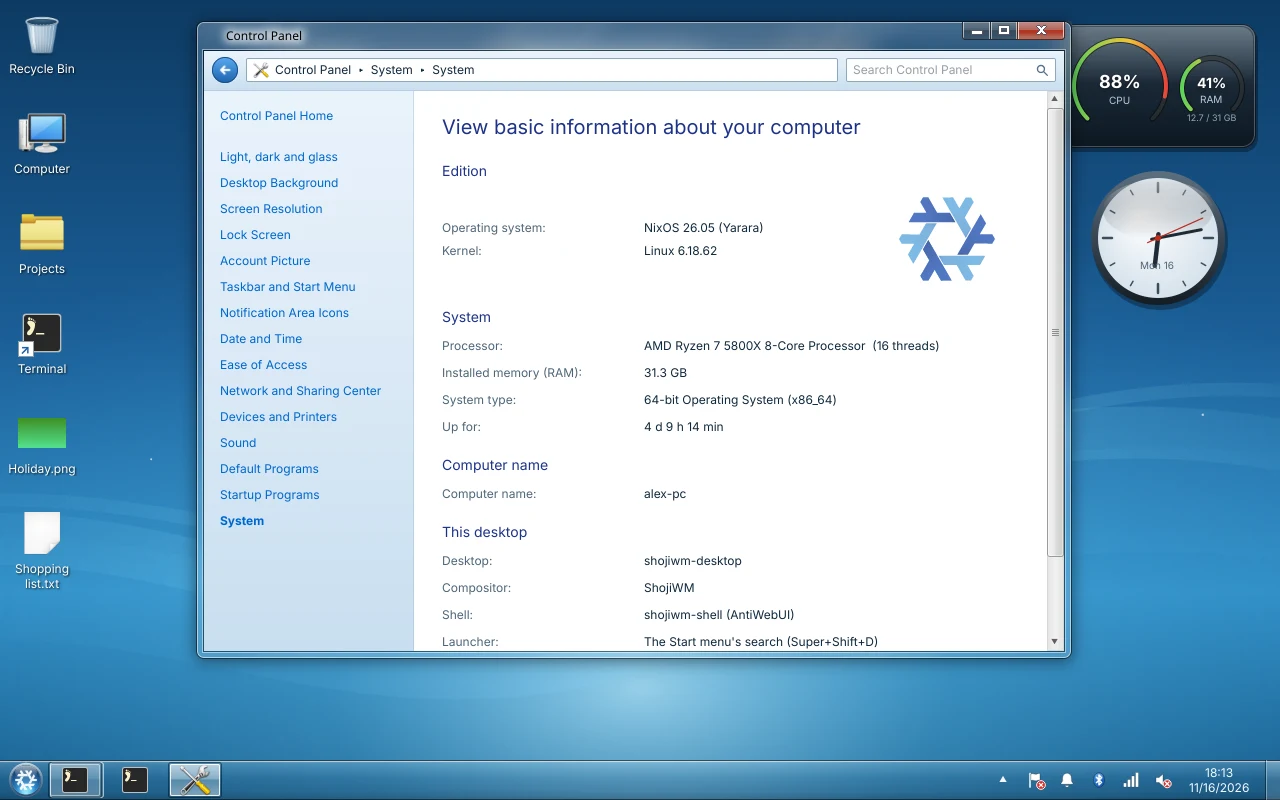 Recycle Bin
Computer
Projects
Terminal
Holiday.png
Shopping
list.txt
Control Panel
Control Panel ▸ System ▸ System
Search Control Panel
Control Panel Home
Light, dark and glass
Desktop Background
Screen Resolution
Lock Screen
Account Picture
Taskbar and Start Menu
Notification Area Icons
Date and Time
Ease of Access
Network and Sharing Center
Devices and Printers
Sound
Default Programs
Startup Programs
System
View basic information about your computer
Edition
Operating system: NixOS 26.05 (Yarara)
Kernel: Linux 6.18.62
System
Processor: AMD Ryzen 7 5800X 8-Core Processor (16 threads)
Installed memory (RAM): 31.3 GB
System type: 64-bit Operating System (x86_64)
Up for: 4 d 9 h 14 min
Computer name
Computer name: alex-pc
This desktop
Desktop: shojiwm-desktop
Compositor: ShojiWM
Shell: shojiwm-shell (AntiWebUI)
Launcher: The Start menu's search (Super+Shift+D)
88%
CPU
41%
RAM
12.7 / 31 GB
Mon 16
18:13
11/16/2026